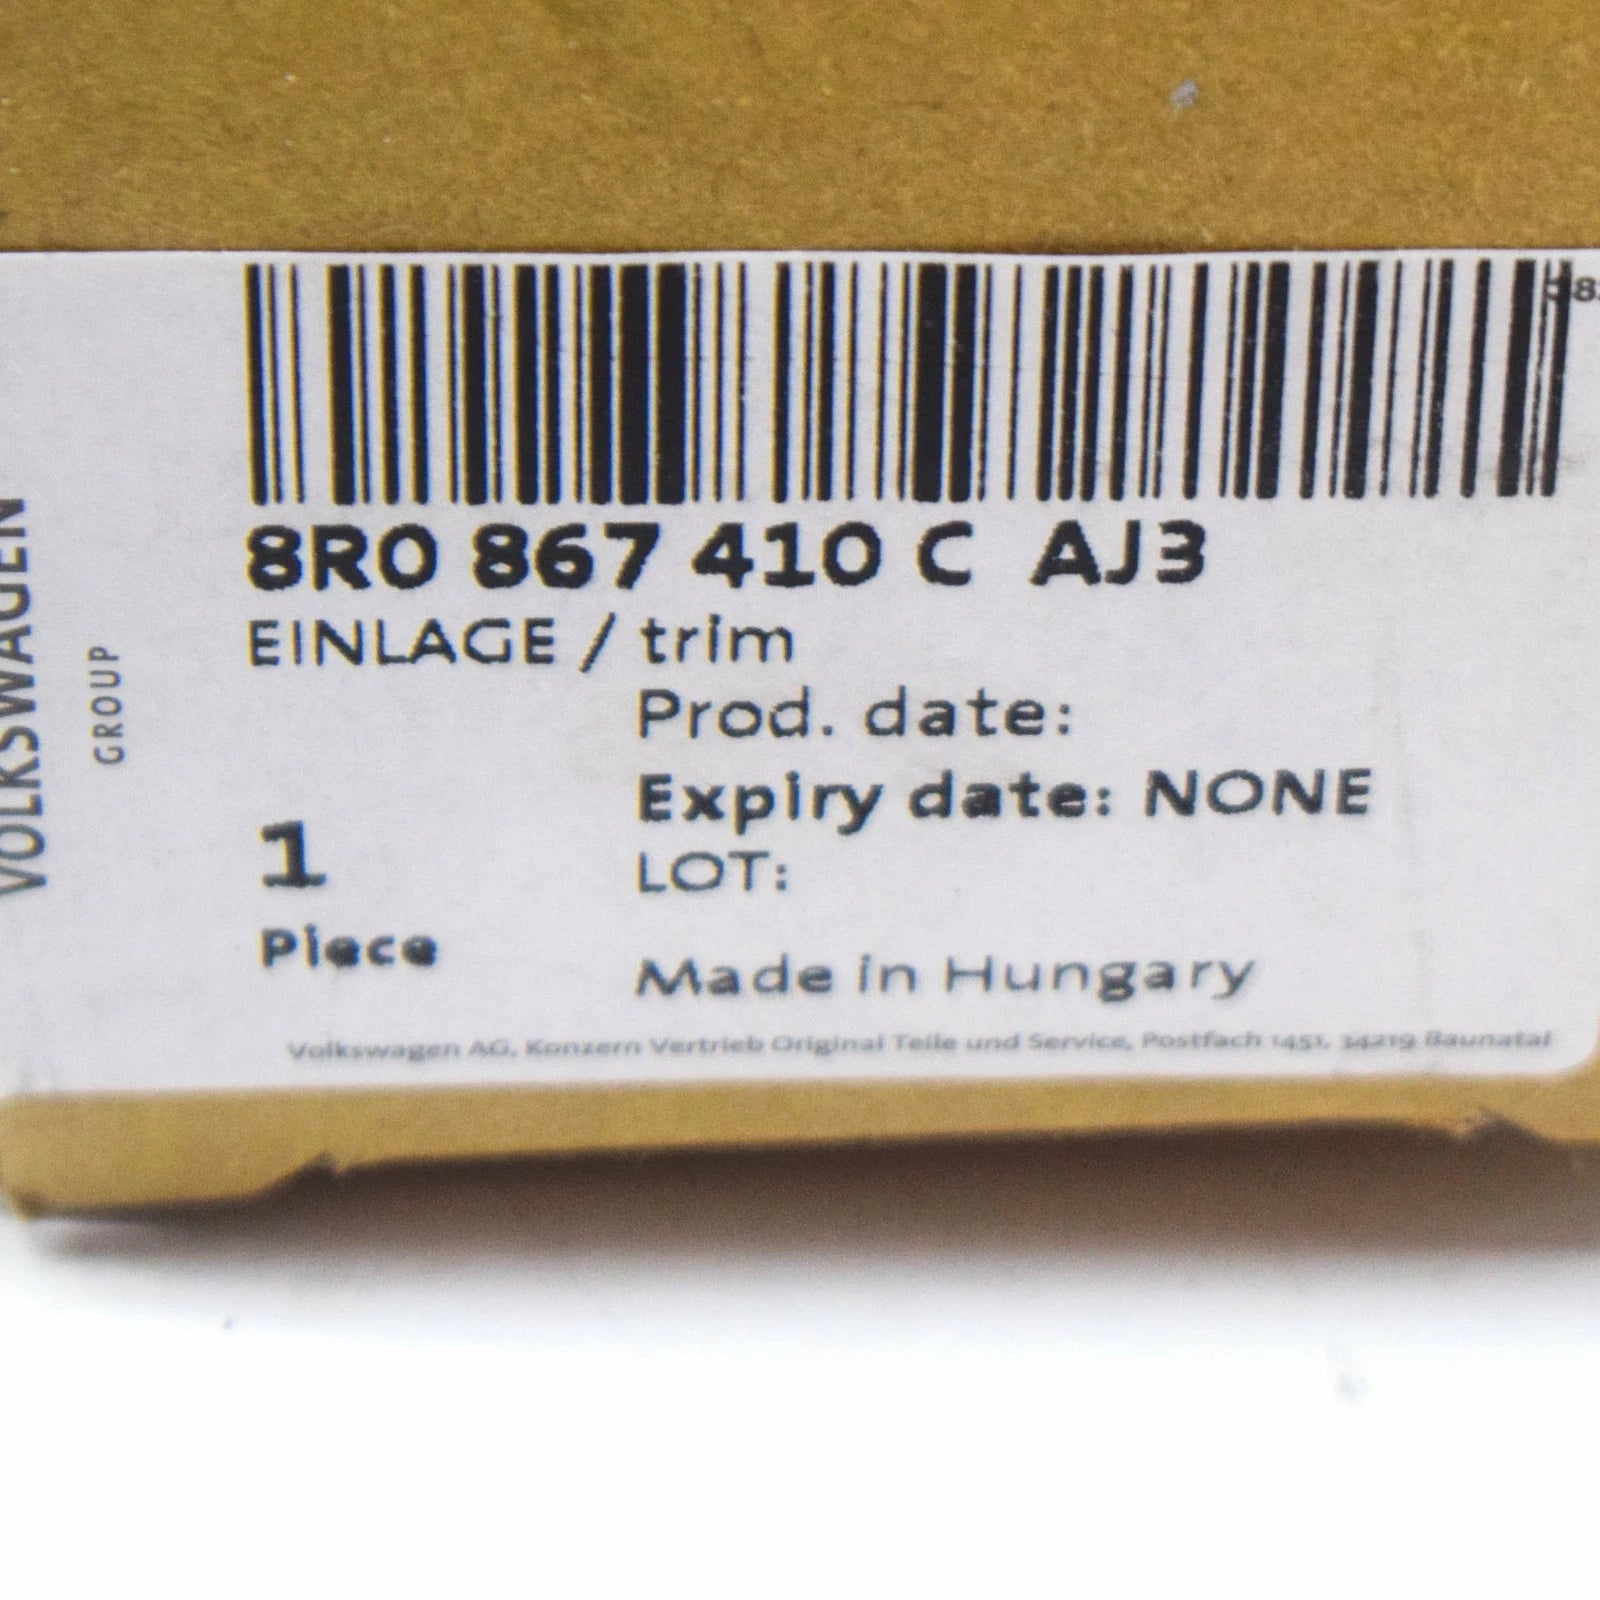 8R0 867 410 C AJ3
EINLAGE / trim
Prod. date:
Expiry date: NONE
LOT:
1
Piece
Made in Hungary
Volkswagen AG, Konzern Vertrieb Original Teile und Service, Postfach 1451, 34219 Baunatal
VOLKSWAGEN
GROUP